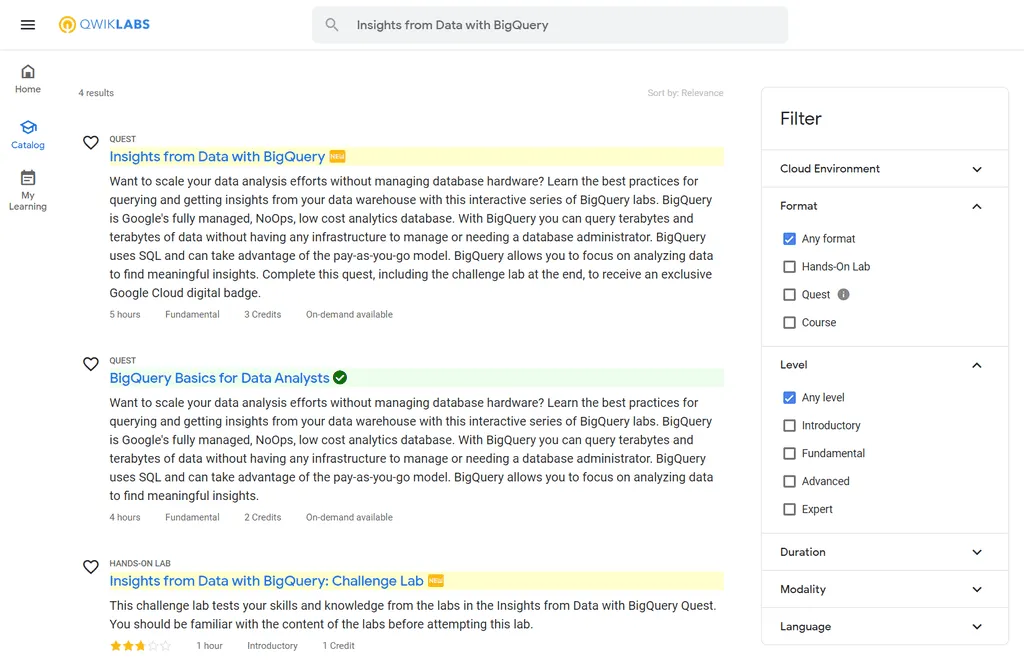 QWIKLABS
Insights from Data with BigQuery
Home
Catalog
My
Learning
4 results
Sort by: Relevance
QUEST
Insights from Data with BigQuery NEW
Want to scale your data analysis efforts without managing database hardware? Learn the best practices for
querying and getting insights from your data warehouse with this interactive series of BigQuery labs. BigQuery
is Google's fully managed, NoOps, low cost analytics database. With BigQuery you can query terabytes and
terabytes of data without having any infrastructure to manage or needing a database administrator. BigQuery
uses SQL and can take advantage of the pay-as-you-go model. BigQuery allows you to focus on analyzing data
to find meaningful insights. Complete this quest, including the challenge lab at the end, to receive an exclusive
Google Cloud digital badge.
5 hours Fundamental 3 Credits On-demand available
QUEST
BigQuery Basics for Data Analysts
Want to scale your data analysis efforts without managing database hardware? Learn the best practices for
querying and getting insights from your data warehouse with this interactive series of BigQuery labs. BigQuery
is Google's fully managed, NoOps, low cost analytics database. With BigQuery you can query terabytes and
terabytes of data without having any infrastructure to manage or needing a database administrator. BigQuery
uses SQL and can take advantage of the pay-as-you-go model. BigQuery allows you to focus on analyzing data
to find meaningful insights.
4 hours Fundamental 2 Credits On-demand available
HANDS-ON LAB
Insights from Data with BigQuery: Challenge Lab NEW
This challenge lab tests your skills and knowledge from the labs in the Insights from Data with BigQuery Quest.
You should be familiar with the content of the labs before attempting this lab.
1 hour Introductory 1 Credit
Filter
Cloud Environment
Format
Any format
Hands-On Lab
Quest
Course
Level
Any level
Introductory
Fundamental
Advanced
Expert
Duration
Modality
Language